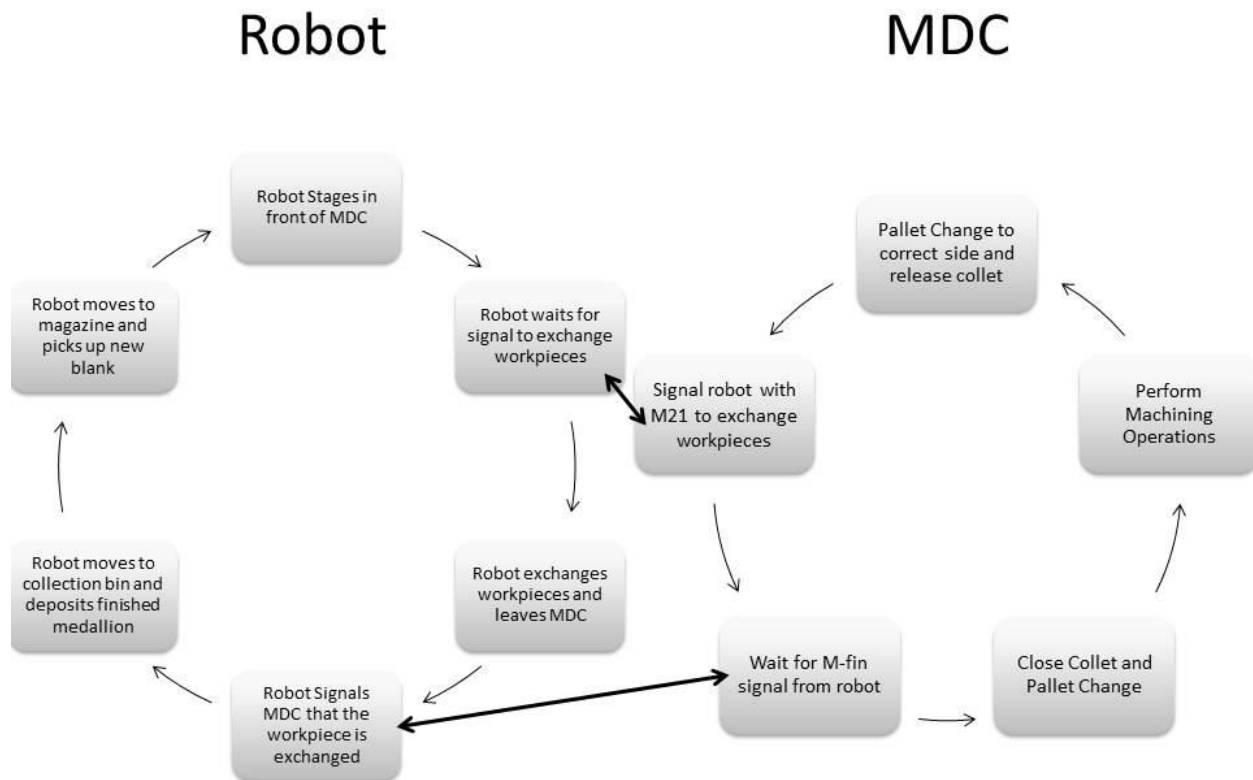 Robot
MDC
Robot Stages in
front of MDC
Robot waits for
signal to exchange
workpieces
Robot exchanges
workpieces and
leaves MDC
Robot Signals
MDC that the
workpiece is
exchanged
Robot moves to
collection bin and
deposits finished
medallion
Robot moves to
magazine and
picks up new
blank
Pallet Change to
correct side and
release collet
Signal robot with
M21 to exchange
workpieces
Wait for M-fin
signal from robot
Close Collet and
Pallet Change
Perform
Machining
Operations